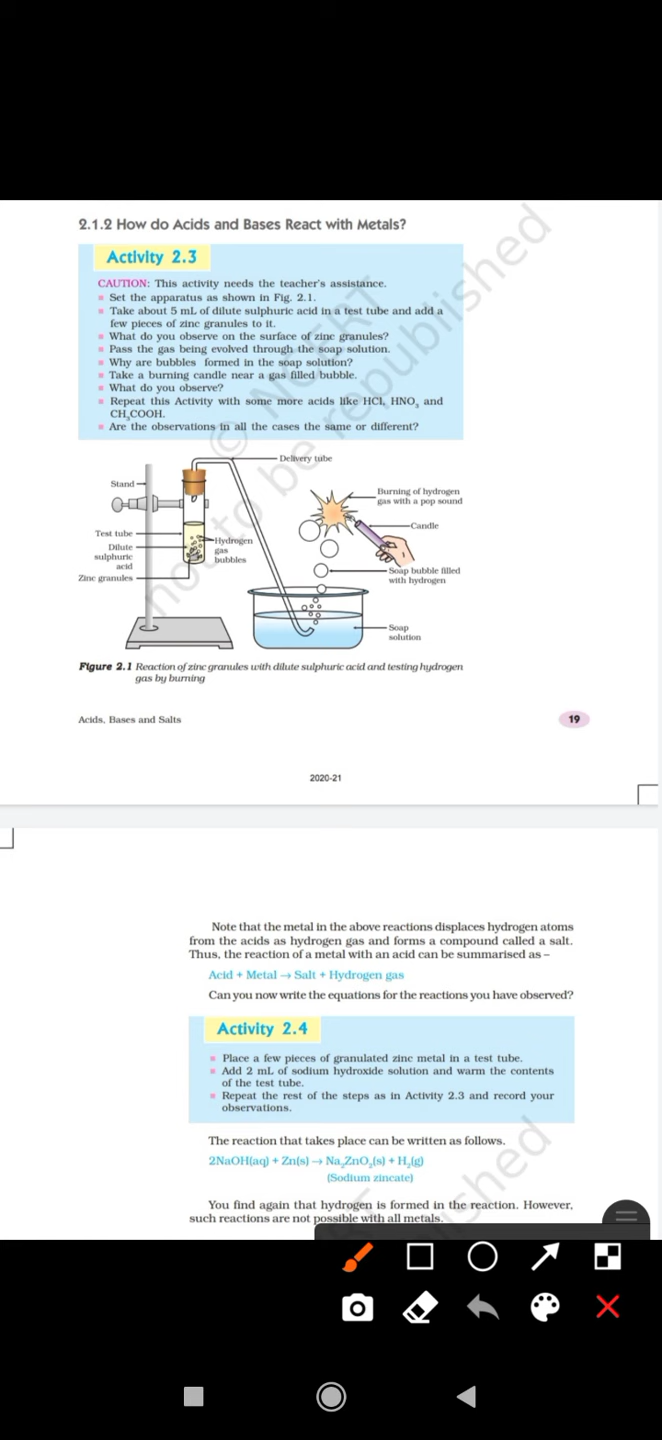 2.1.2 How do Acids and Bases React with Metals?
Activity 2.3
CAUTION: This activity needs the teacher's assistance.
Set the apparatus as shown in Fig. 2.1.
Take about 5 mL of dilute sulphuric acid in a test tube and add a
few pieces of zinc granules to it.
What do you observe on the surface of zinc granules?
Pass the gas being evolved through the soap solution.
Why are bubbles formed in the soap solution?
Take a burning candle near a gas filled bubble.
What do you observe?
Repeat this Activity with some more acids like HCl, HNO₃ and
CH₃COOH.
Are the observations in all the cases the same or different?
Delivery tube
Stand
Burning of hydrogen
gas with a pop sound
Candle
Test tube
Hydrogen
gas
bubbles
Dilute
sulphuric
acid
Zinc granules
Soap bubble filled
with hydrogen
Soap
solution
Figure 2.1 Reaction of zinc granules with dilute sulphuric acid and testing hydrogen
gas by burning
Acids, Bases and Salts
19
2020-21
© NCERT
not to be republished
Note that the metal in the above reactions displaces hydrogen atoms
from the acids as hydrogen gas and forms a compound called a salt.
Thus, the reaction of a metal with an acid can be summarised as –
Acid + Metal → Salt + Hydrogen gas
Can you now write the equations for the reactions you have observed?
Activity 2.4
Place a few pieces of granulated zinc metal in a test tube.
Add 2 mL of sodium hydroxide solution and warm the contents
of the test tube.
Repeat the rest of the steps as in Activity 2.3 and record your
observations.
The reaction that takes place can be written as follows.
2NaOH(aq) + Zn(s) → Na₂ZnO₂(s) + H₂(g)
(Sodium zincate)
You find again that hydrogen is formed in the reaction. However,
such reactions are not possible with all metals.